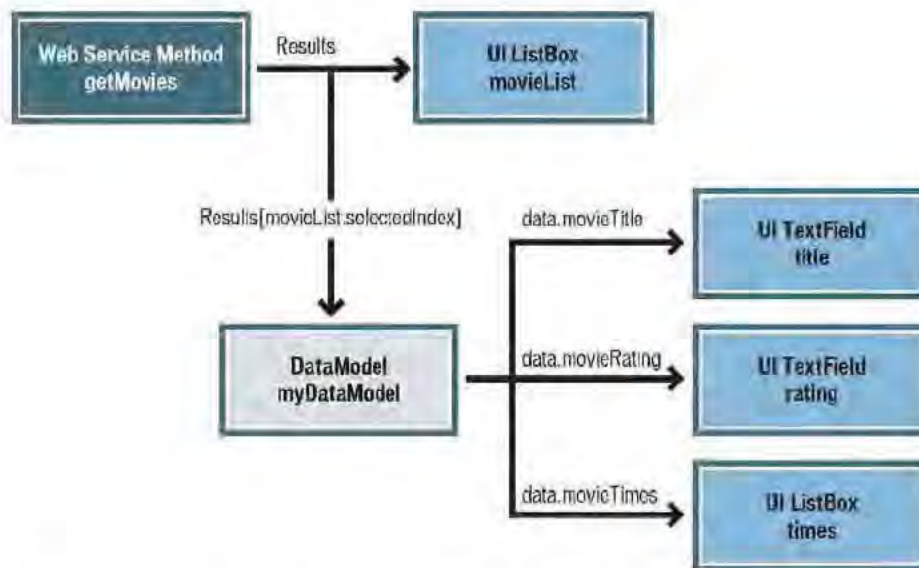 Web Service Method
getMovies
Results
UI ListBox
movieList
Results[movieList.selectedIndex]
data.movieTitle
UI TextField
title
DataModel
myDataModel
data.movieRating
UI TextField
rating
data.movieTimes
UI ListBox
times